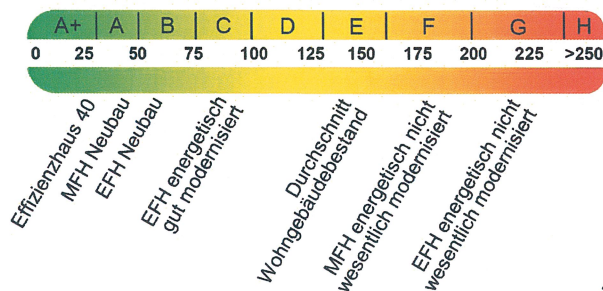 A+ A B C D E F G H
0 25 50 75 100 125 150 175 200 225 >250
Effizienzhaus 40
MFH Neubau
EFH Neubau
EFH energetisch
gut modernisiert
Durchschnitt
Wohngebäudebestand
MFH energetisch nicht
wesentlich modernisiert
EFH energetisch nicht
wesentlich modernisiert